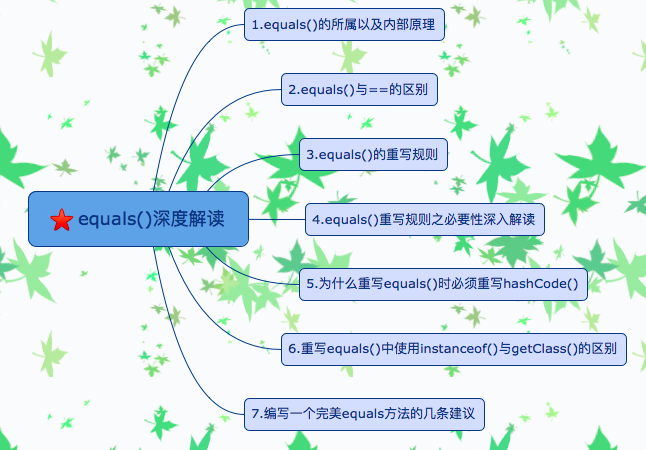 1.equals()的所属以及内部原理
2.equals()与==的区别
3.equals()的重写规则
equals()深度解读
4.equals()重写规则之必要性深入解读
5.为什么重写equals()时必须重写hashCode()
6.重写equals()中使用instanceof()与getClass()的区别
7.编写一个完美equals方法的几条建议